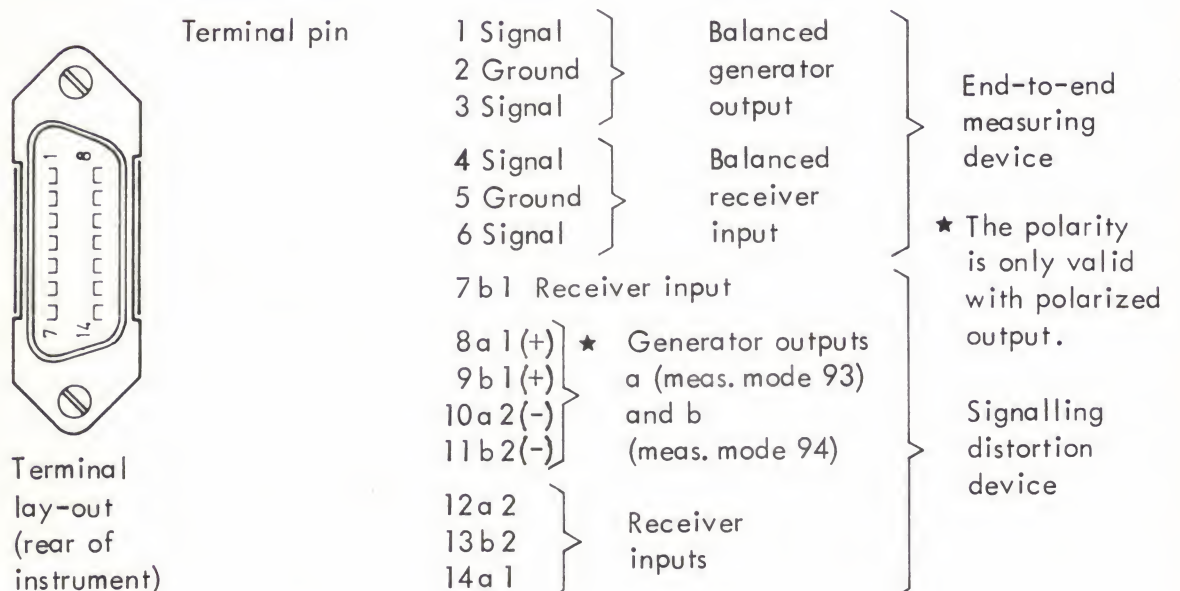 Terminal pin
1 Signal
2 Ground
3 Signal
Balanced
generator
output
4 Signal
5 Ground
6 Signal
Balanced
receiver
input
End-to-end
measuring
device
★ The polarity
is only valid
with polarized
output.
7 b 1 Receiver input
8 a 1 (+)
9 b 1 (+)
10 a 2 (-)
11 b 2 (-)
★ Generator outputs
a (meas. mode 93)
and b
(meas. mode 94)
12 a 2
13 b 2
14 a 1
Receiver
inputs
Signalling
distortion
device
1 8
7 14
Terminal
lay-out
(rear of
instrument)